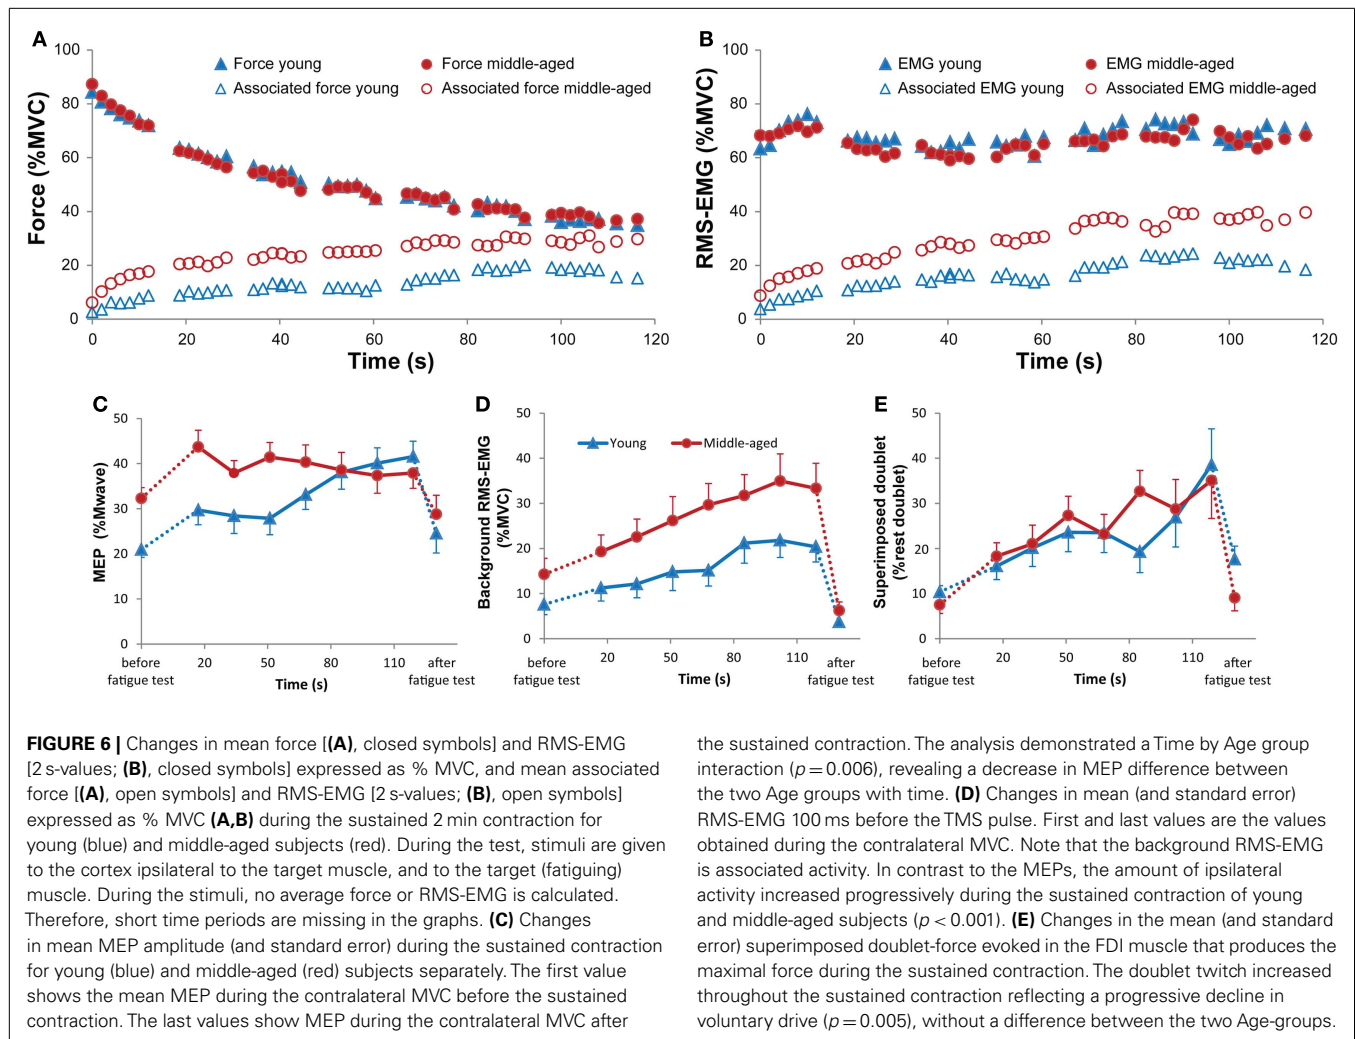 A
100
80
60
40
20
0
Force (%MVC)
Force young
Force middle-aged
Associated force young
Associated force middle-aged
0 20 40 60 80 100 120
Time (s)
B
100
80
60
40
20
0
RMS-EMG (%MVC)
EMG young
EMG middle-aged
Associated EMG young
Associated EMG middle-aged
0 20 40 60 80 100 120
Time (s)
C
50
40
30
20
10
0
MEP (%Mwave)
before 20 50 80 110 after
fatigue test fatigue test
Time (s)
D
50
40
30
20
10
0
Background RMS-EMG
(%MVC)
Young Middle-aged
before 20 50 80 110 after
fatigue test fatigue test
Time (s)
E
50
40
30
20
10
0
Superimposed doublet
(%rest doublet)
before 20 50 80 110 after
fatigue test fatigue test
Time (s)
FIGURE 6 | Changes in mean force [(A), closed symbols] and RMS-EMG
[2 s-values; (B), closed symbols] expressed as % MVC, and mean associated
force [(A), open symbols] and RMS-EMG [2 s-values; (B), open symbols]
expressed as % MVC (A,B) during the sustained 2 min contraction for
young (blue) and middle-aged subjects (red). During the test, stimuli are given
to the cortex ipsilateral to the target muscle, and to the target (fatiguing)
muscle. During the stimuli, no average force or RMS-EMG is calculated.
Therefore, short time periods are missing in the graphs. (C) Changes
in mean MEP amplitude (and standard error) during the sustained contraction
for young (blue) and middle-aged (red) subjects separately. The first value
shows the mean MEP during the contralateral MVC before the sustained
contraction. The last values show MEP during the contralateral MVC after
the sustained contraction. The analysis demonstrated a Time by Age group
interaction (p = 0.006), revealing a decrease in MEP difference between
the two Age groups with time. (D) Changes in mean (and standard error)
RMS-EMG 100 ms before the TMS pulse. First and last values are the values
obtained during the contralateral MVC. Note that the background RMS-EMG
is associated activity. In contrast to the MEPs, the amount of ipsilateral
activity increased progressively during the sustained contraction of young
and middle-aged subjects (p < 0.001). (E) Changes in the mean (and standard
error) superimposed doublet-force evoked in the FDI muscle that produces the
maximal force during the sustained contraction. The doublet twitch increased
throughout the sustained contraction reflecting a progressive decline in
voluntary drive (p = 0.005), without a difference between the two Age-groups.